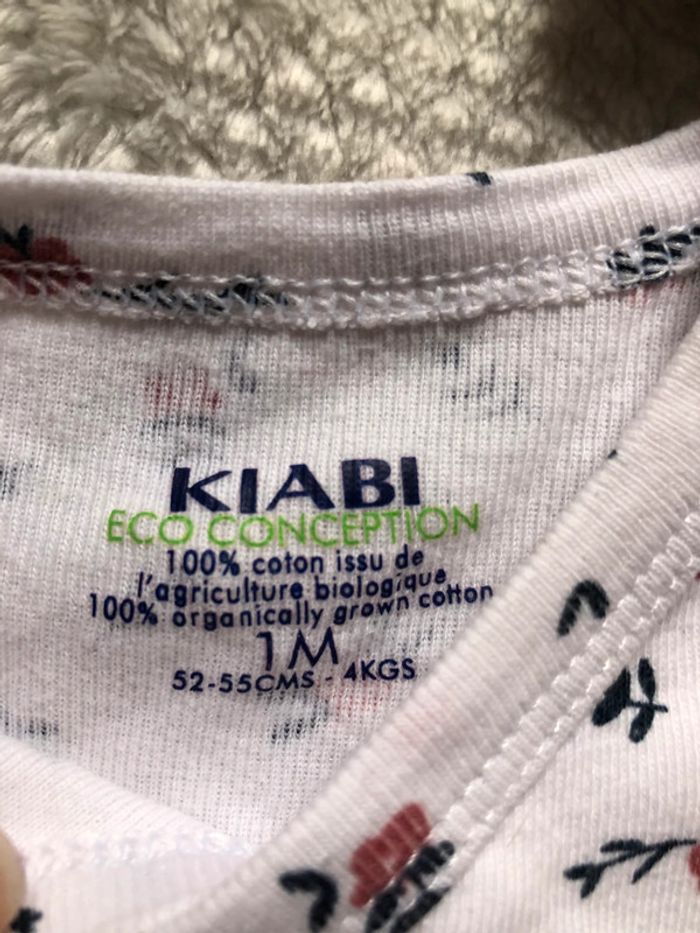 KIABI
ECO CONCEPTION
100% coton issu de
l'agriculture biologique
100% organically grown cotton
1M
52-55CMS - 4KGS